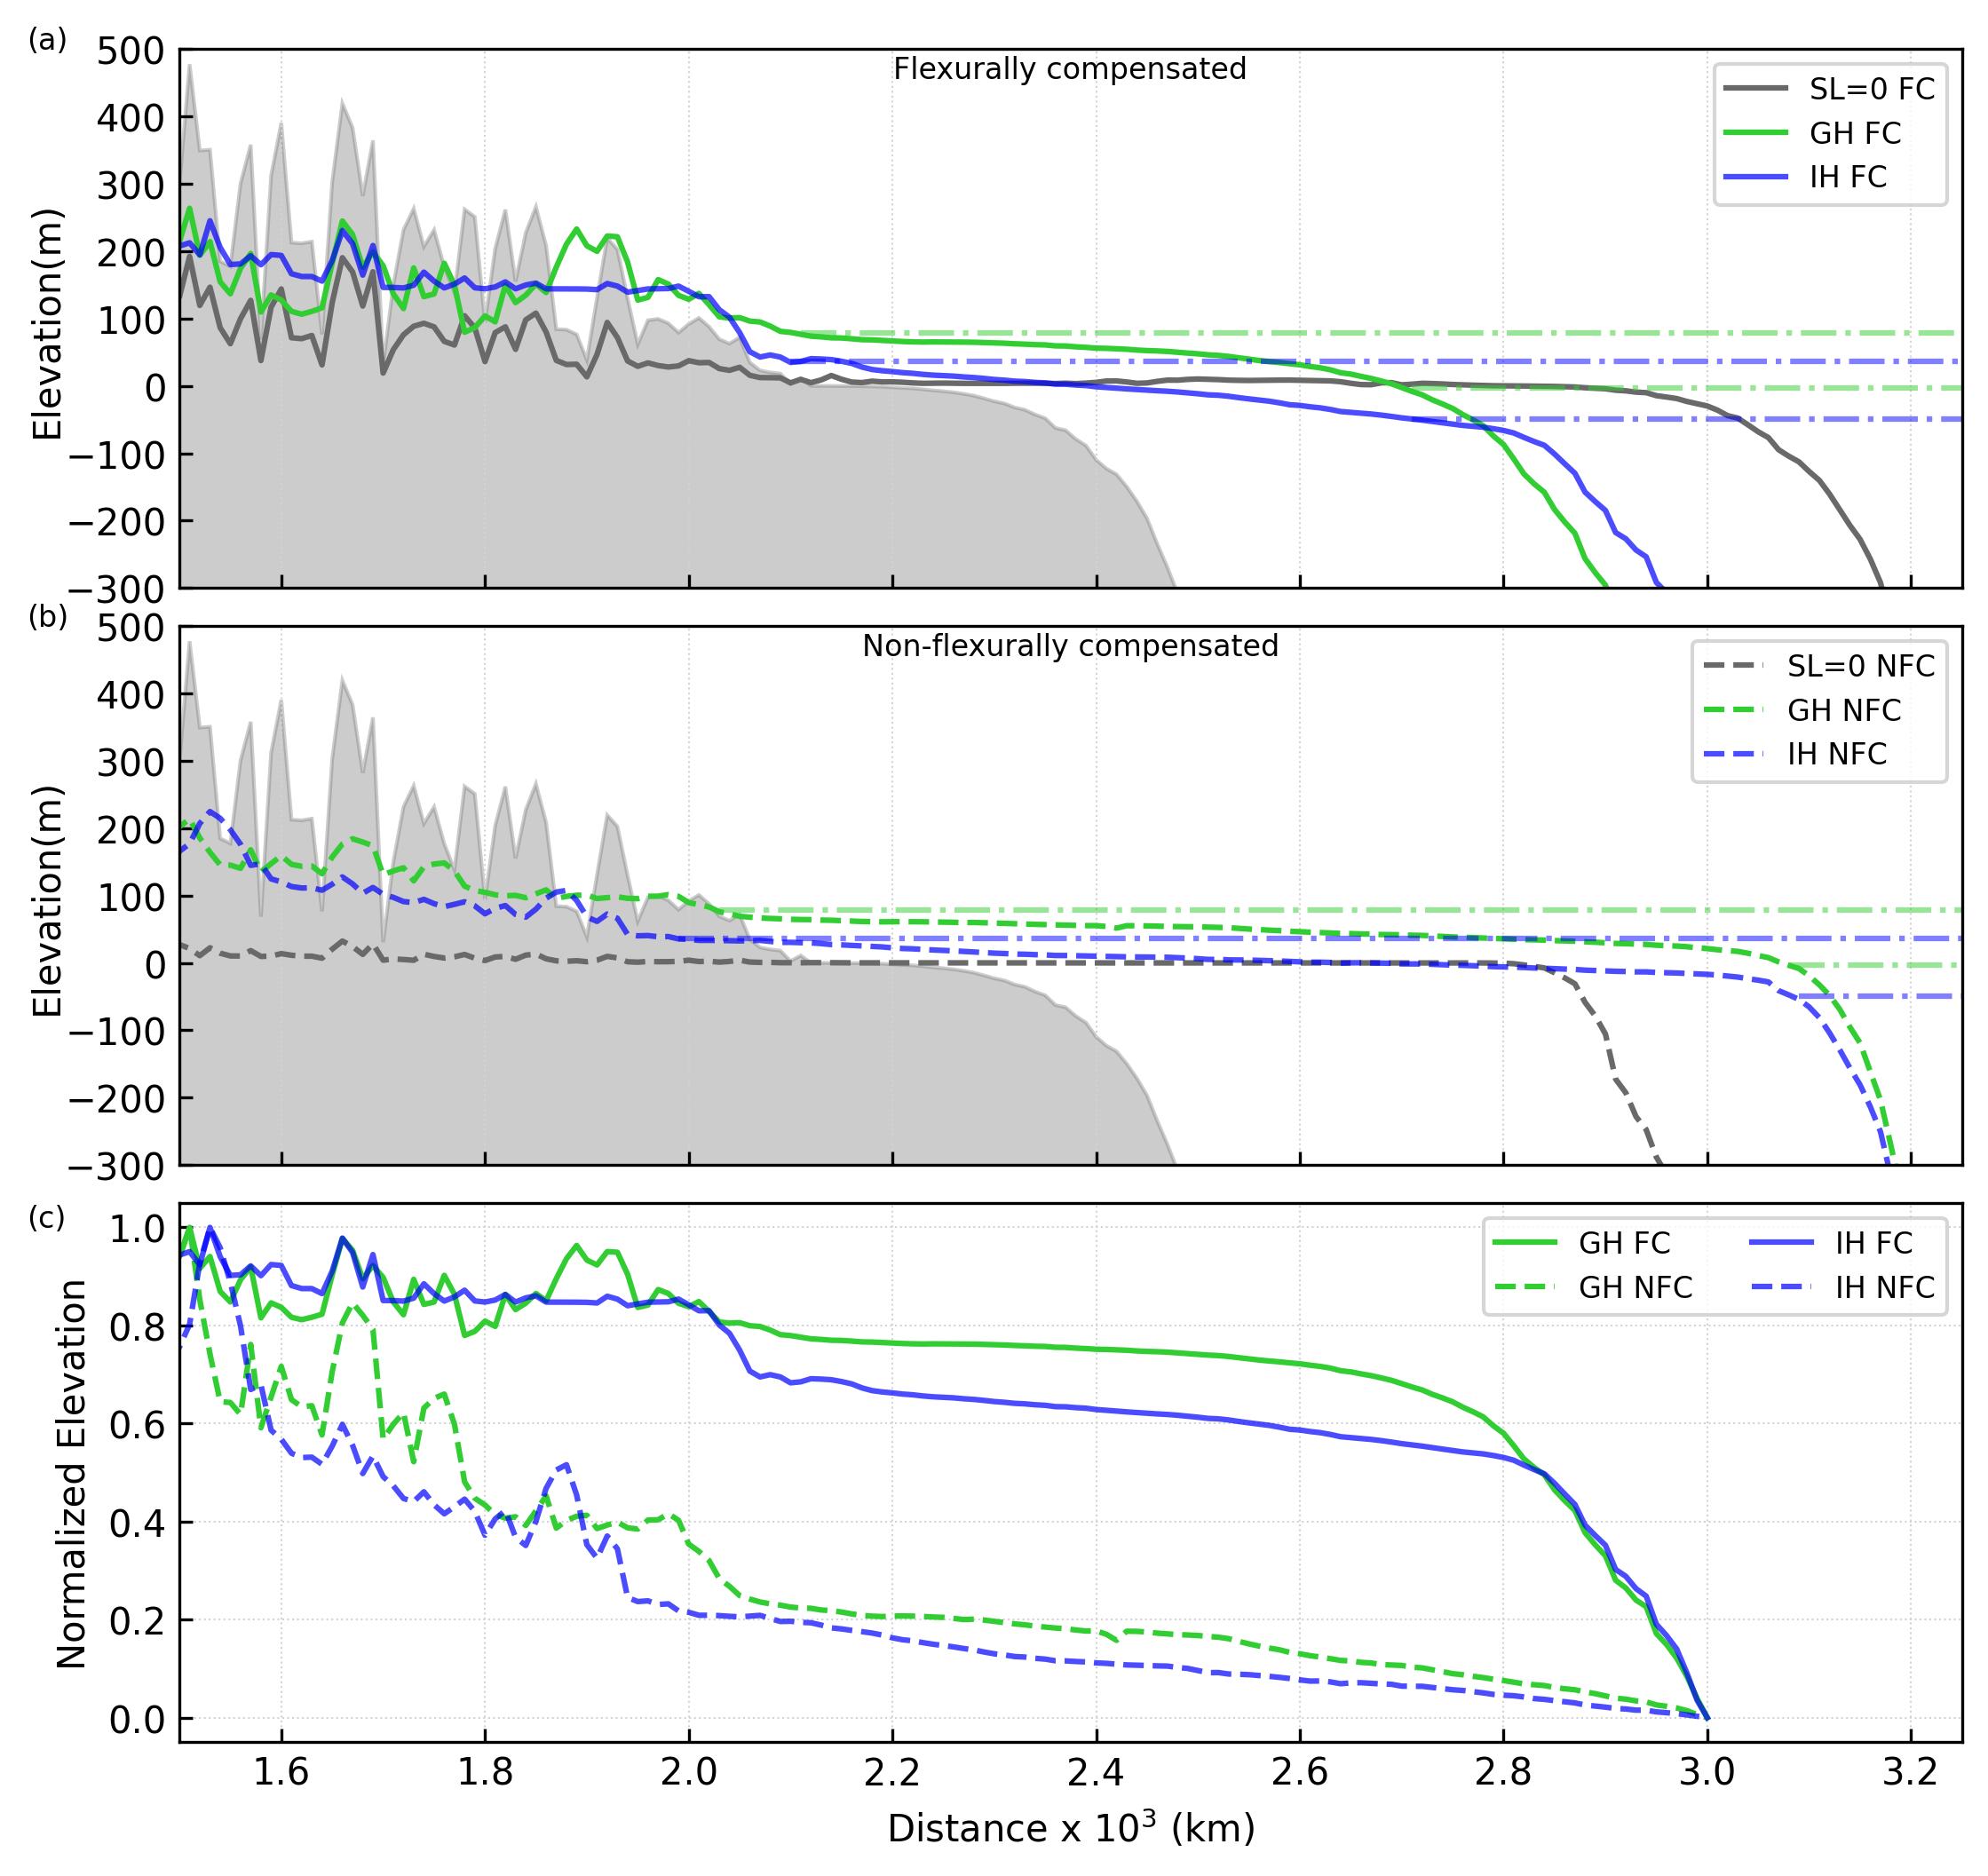 (a)
Flexurally compensated
500
400
300
200
100
0
−100
−200
−300
Elevation(m)
SL=0 FC
GH FC
IH FC
(b)
Non-flexurally compensated
500
400
300
200
100
0
−100
−200
−300
Elevation(m)
SL=0 NFC
GH NFC
IH NFC
(c)
1.0
0.8
0.6
0.4
0.2
0.0
Normalized Elevation
GH FC IH FC
GH NFC IH NFC
1.6 1.8 2.0 2.2 2.4 2.6 2.8 3.0 3.2
Distance x 10³ (km)